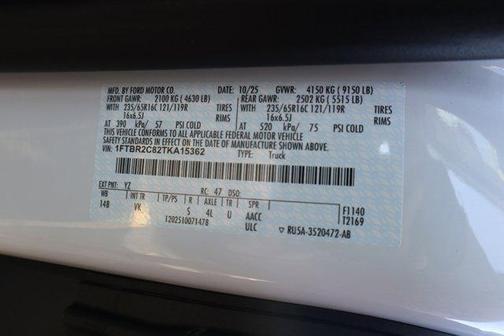 MFD. BY FORD MOTOR CO.
DATE: 10/25 GVWR: 4150 KG ( 9150 LB)
FRONT GAWR: 2100 KG ( 4630 LB) REAR GAWR: 2502 KG ( 5515 LB)
235/65R16C 121/119R TIRES 235/65R16C 121/119R TIRES
16x6.5J RIMS 16x6.5J RIMS
AT 390 kPa/ 57 PSI COLD AT 520 kPa/ 75 PSI COLD
THIS VEHICLE CONFORMS TO ALL APPLICABLE FEDERAL MOTOR VEHICLE
SAFETY STANDARDS IN EFFECT ON THE DATE OF MANUFACTURE SHOWN ABOVE.
VIN: 1FTBR2C82TKA15362 TYPE: Truck
EXT PNT: YZ RC: 47 DSO:
WB INT TR TP/PS R AXLE TR SPR
148 VK S 4L U AACC F1140
ULC T2169
T202510071478 RU5A-3520472-AB